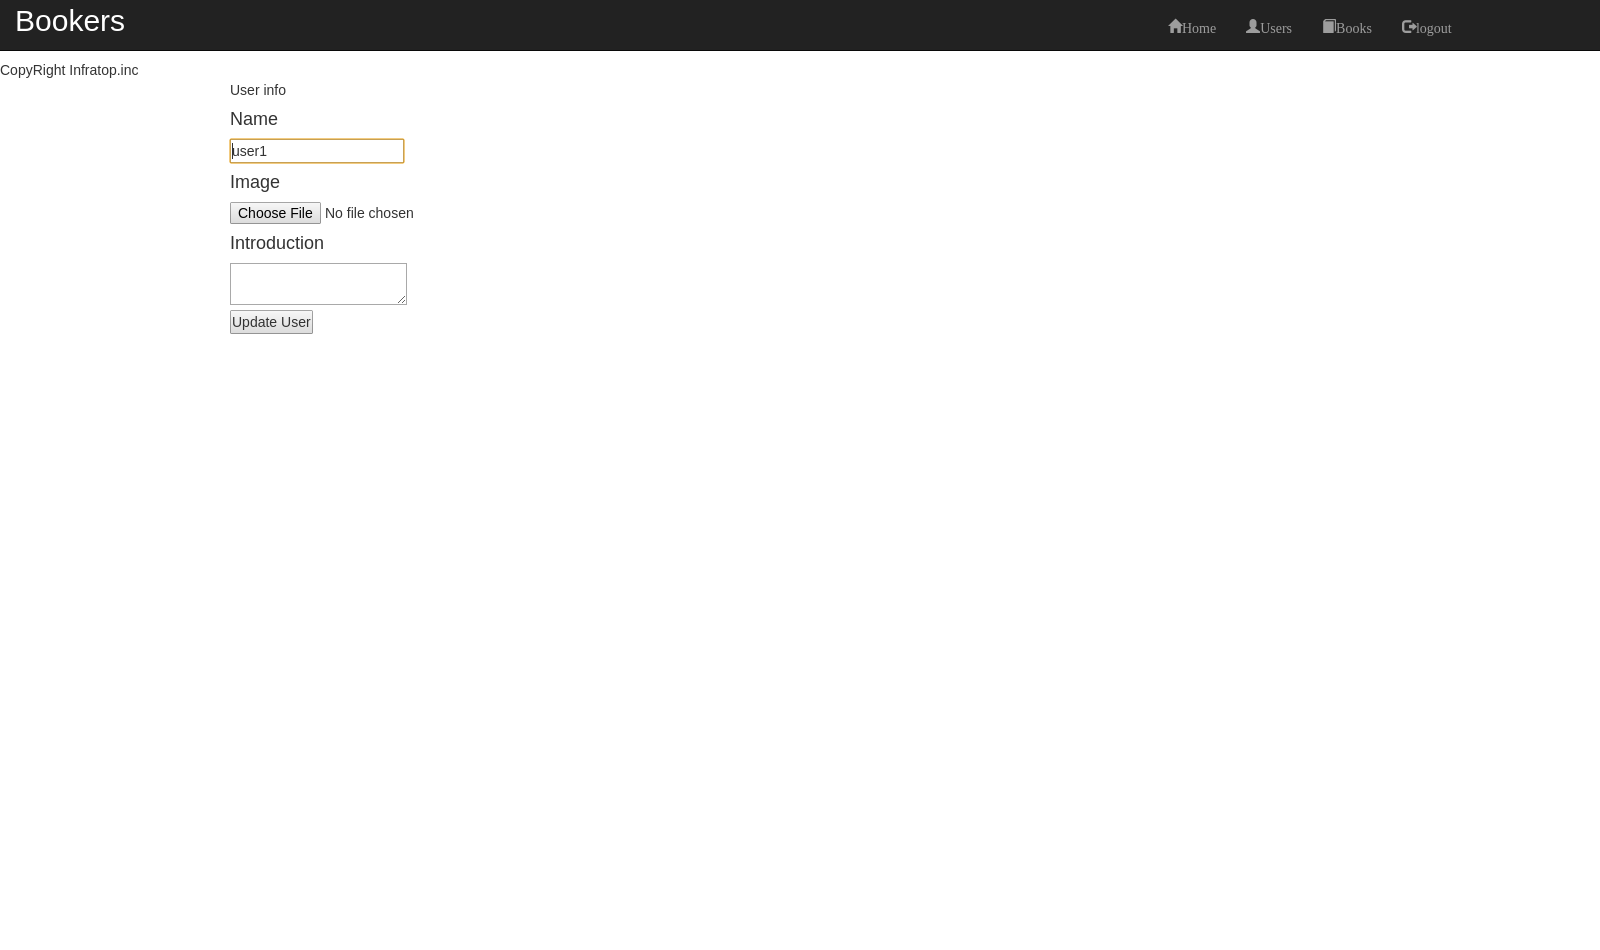 Bookers
Home Users Books logout
CopyRight Infratop.inc
User info
Name
user1
Image
Choose File No file chosen
Introduction
Update User